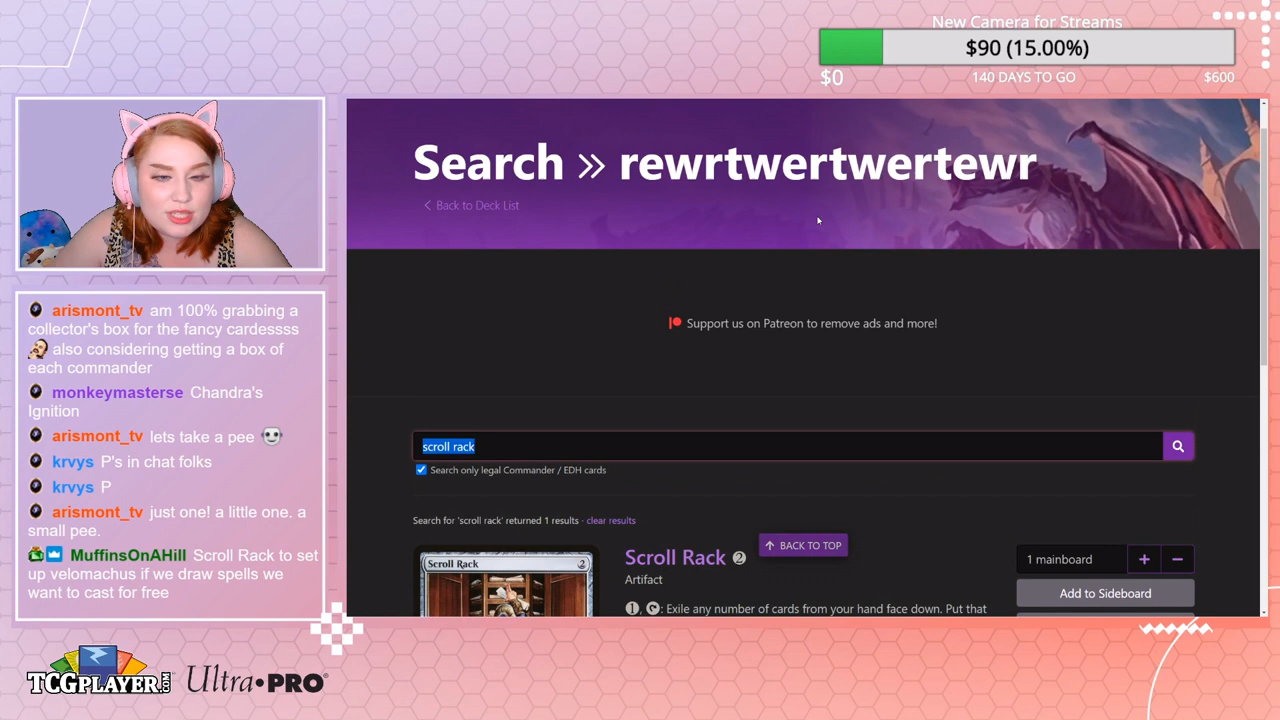 New Camera for Streams
$90 (15.00%)
$0
140 DAYS TO GO
$600
Search » rewrtwertwertewr
Back to Deck List
Support us on Patreon to remove ads and more!
scroll rack
Search only legal Commander / EDH cards
Search for 'scroll rack' returned 1 results · clear results
Scroll Rack 2
BACK TO TOP
1 mainboard + −
Artifact
Add to Sideboard
1, : Exile any number of cards from your hand face down. Put that
Scroll Rack 2
arismont_tv am 100% grabbing a
collector's box for the fancy cardessss
also considering getting a box of
each commander
monkeymasterse Chandra's
Ignition
arismont_tv lets take a pee
krvys P's in chat folks
krvys P
arismont_tv just one! a little one. a
small pee.
MuffinsOnAHill Scroll Rack to set
up velomachus if we draw spells we
want to cast for free
TCGPLAYER.COM
Ultra•PRO